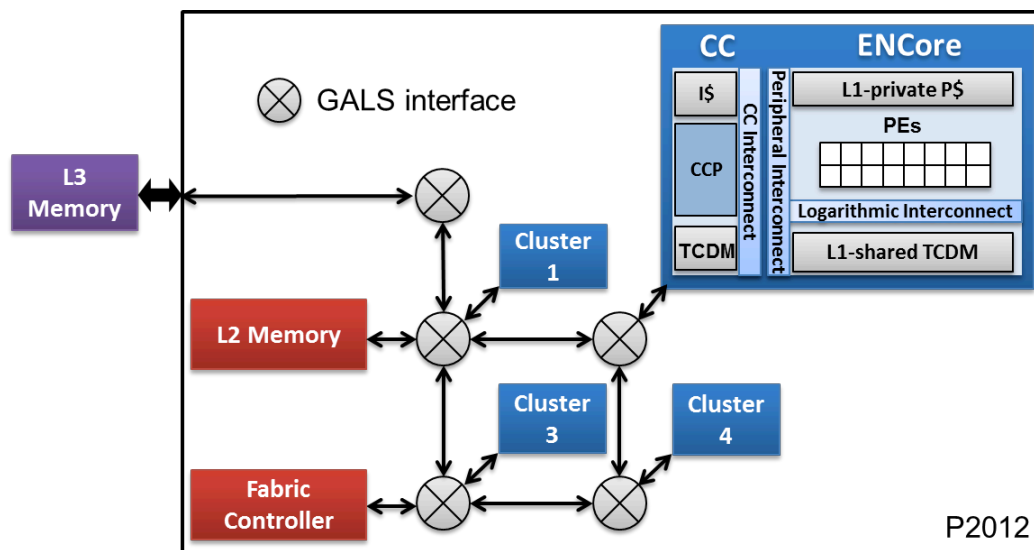 CC
ENCore
GALS interface
I$
CCP
TCDM
CC Interconnect
Peripheral Interconnect
L1-private P$
PEs
Logarithmic Interconnect
L1-shared TCDM
L3
Memory
Cluster
1
L2 Memory
Cluster
3
Cluster
4
Fabric
Controller
P2012